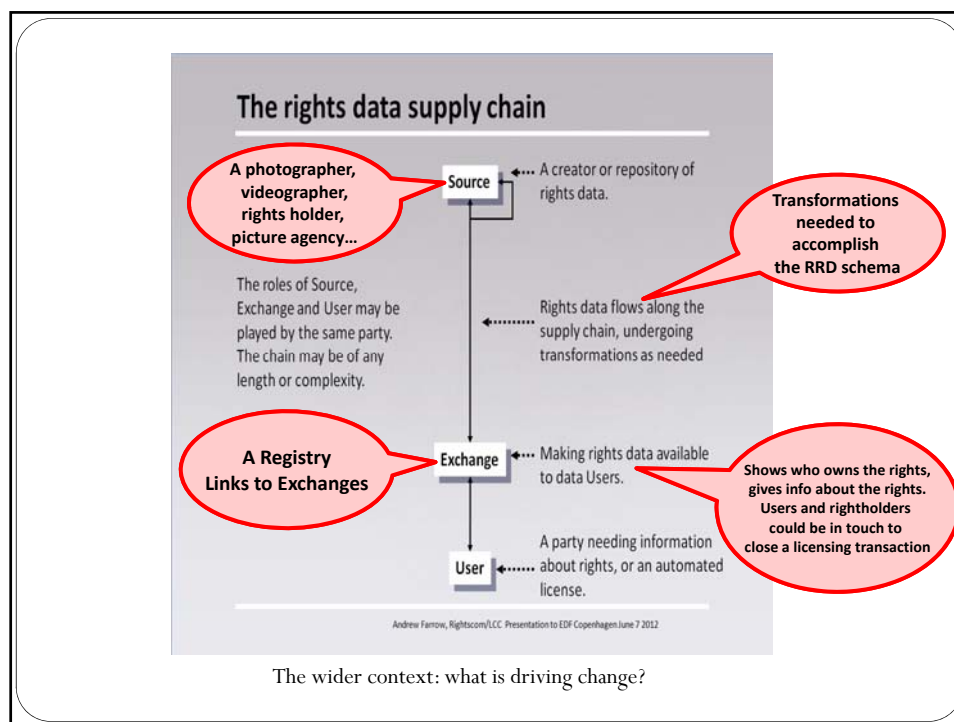 The rights data supply chain
A photographer,
videographer,
rights holder,
picture agency…
Source
A creator or repository of
rights data.
Transformations
needed to
accomplish
the RRD schema
The roles of Source,
Exchange and User may be
played by the same party.
The chain may be of any
length or complexity.
Rights data flows along the
supply chain, undergoing
transformations as needed
A Registry
Links to Exchanges
Exchange
Making rights data available
to data Users.
Shows who owns the rights,
gives info about the rights.
Users and rightholders
could be in touch to
close a licensing transaction
User
A party needing information
about rights, or an automated
license.
Andrew Farrow, Rightscom/LCC Presentation to EDF Copenhagen June 7 2012
The wider context: what is driving change?